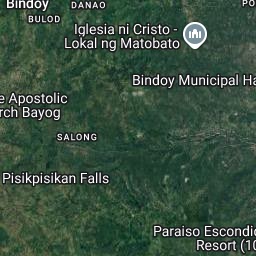 Bindoy
DANAO
BULOD
Iglesia ni Cristo -
Lokal ng Matobato
Bindoy Municipal Ha
e Apostolic
rch Bayog
SALONG
Pisikpisikan Falls
Paraiso Escondic
Resort (10